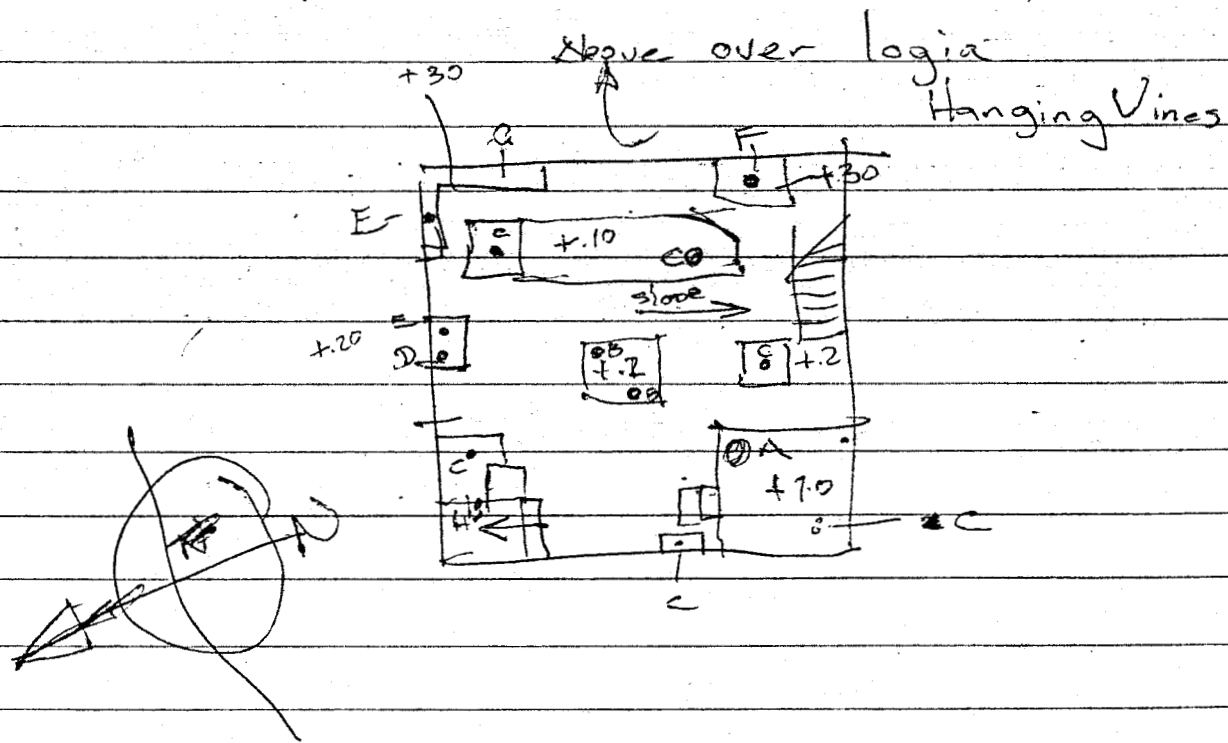 Above over logia
+30
Hanging Vines
G
F
+30
E
C
+.10
C
slope
E
+.20
D
B
+.2
B
C
+.2
C
A
+1.0
H
C
C
N